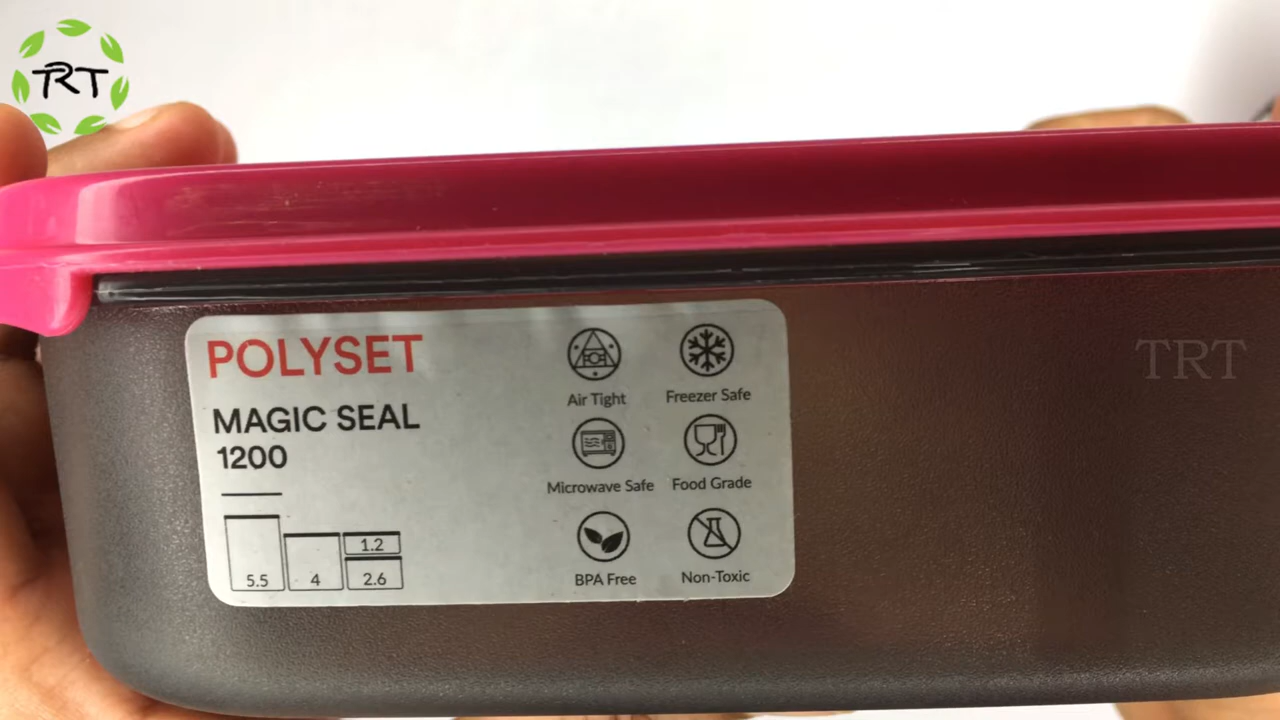 TRT
POLYSET
MAGIC SEAL
1200
5.5
4
1.2
2.6
Air Tight
Freezer Safe
Microwave Safe
Food Grade
BPA Free
Non-Toxic
TRT